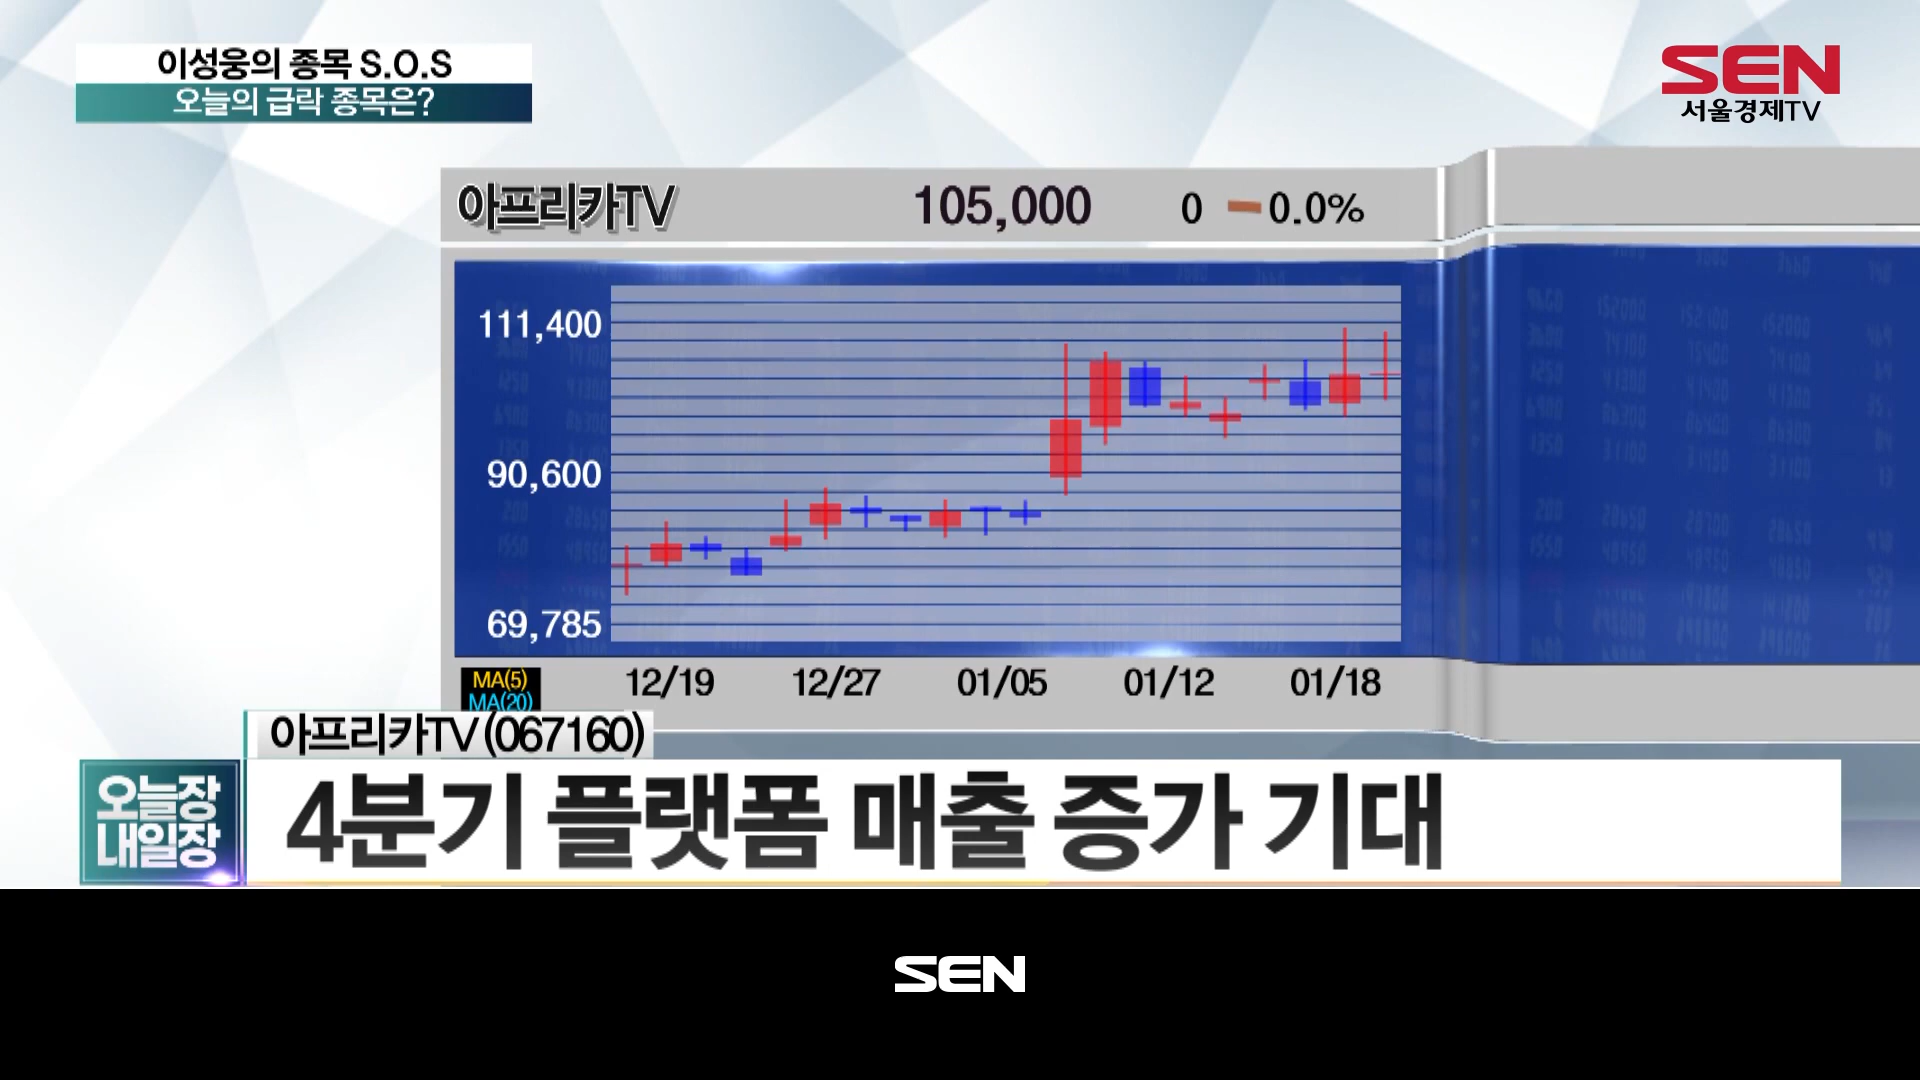 이성웅의 종목 S.O.S
오늘의 급락 종목은?
SEN
서울경제TV
아프리카TV 105,000 0 0.0%
111,400
90,600
69,785
12/19 12/27 01/05 01/12 01/18
MA(5)
MA(20)
아프리카TV(067160)
오늘장
내일장
4분기 플랫폼 매출 증가 기대
SEN